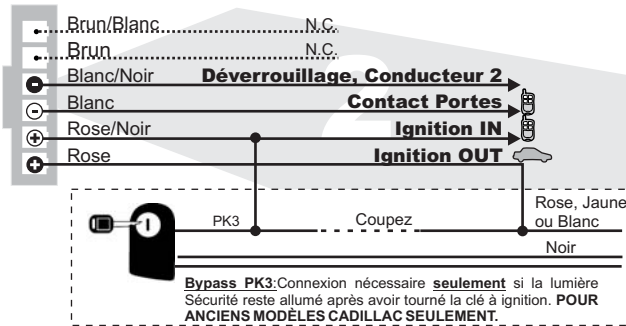 Brun/Blanc N.C.
Brun N.C.
Blanc/Noir Déverrouillage, Conducteur 2
Blanc Contact Portes
Rose/Noir Ignition IN
Rose Ignition OUT
2
PK3 Coupez Rose, Jaune
ou Blanc
Noir
Bypass PK3:Connexion nécessaire seulement si la lumière
Sécurité reste allumé après avoir tourné la clé à ignition. POUR
ANCIENS MODÈLES CADILLAC SEULEMENT.